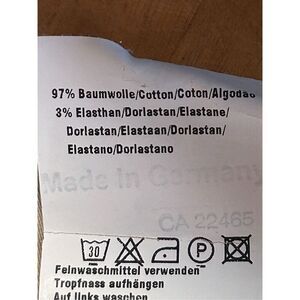 97% Baumwolle/Cotton/Coton/Algodão
3% Elasthan/Dorlastan/Elastane/
Dorlastan/Elastaan/Dorlastan/
Elastano/Dorlastano
Made in Germany
CA 22465
30 P
Feinwaschmittel verwenden
Tropfnass aufhängen
Auf links waschen